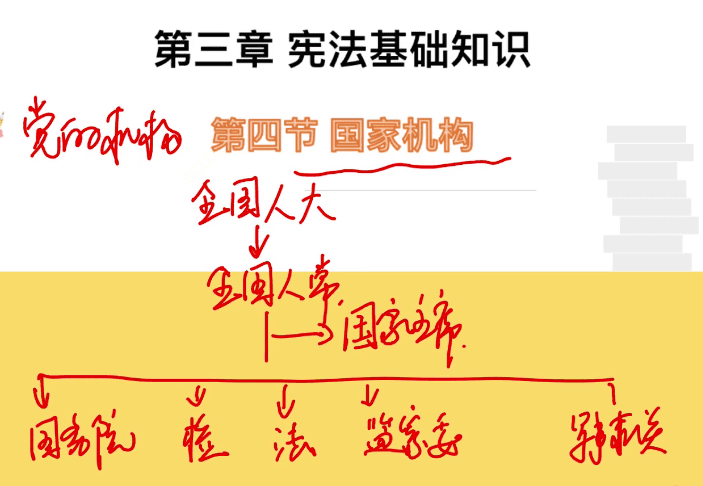 第三章 宪法基础知识
党的机构
第四节 国家机构
全国人大
全国人常
国家主席
国务院 检 法 监察委 军事委